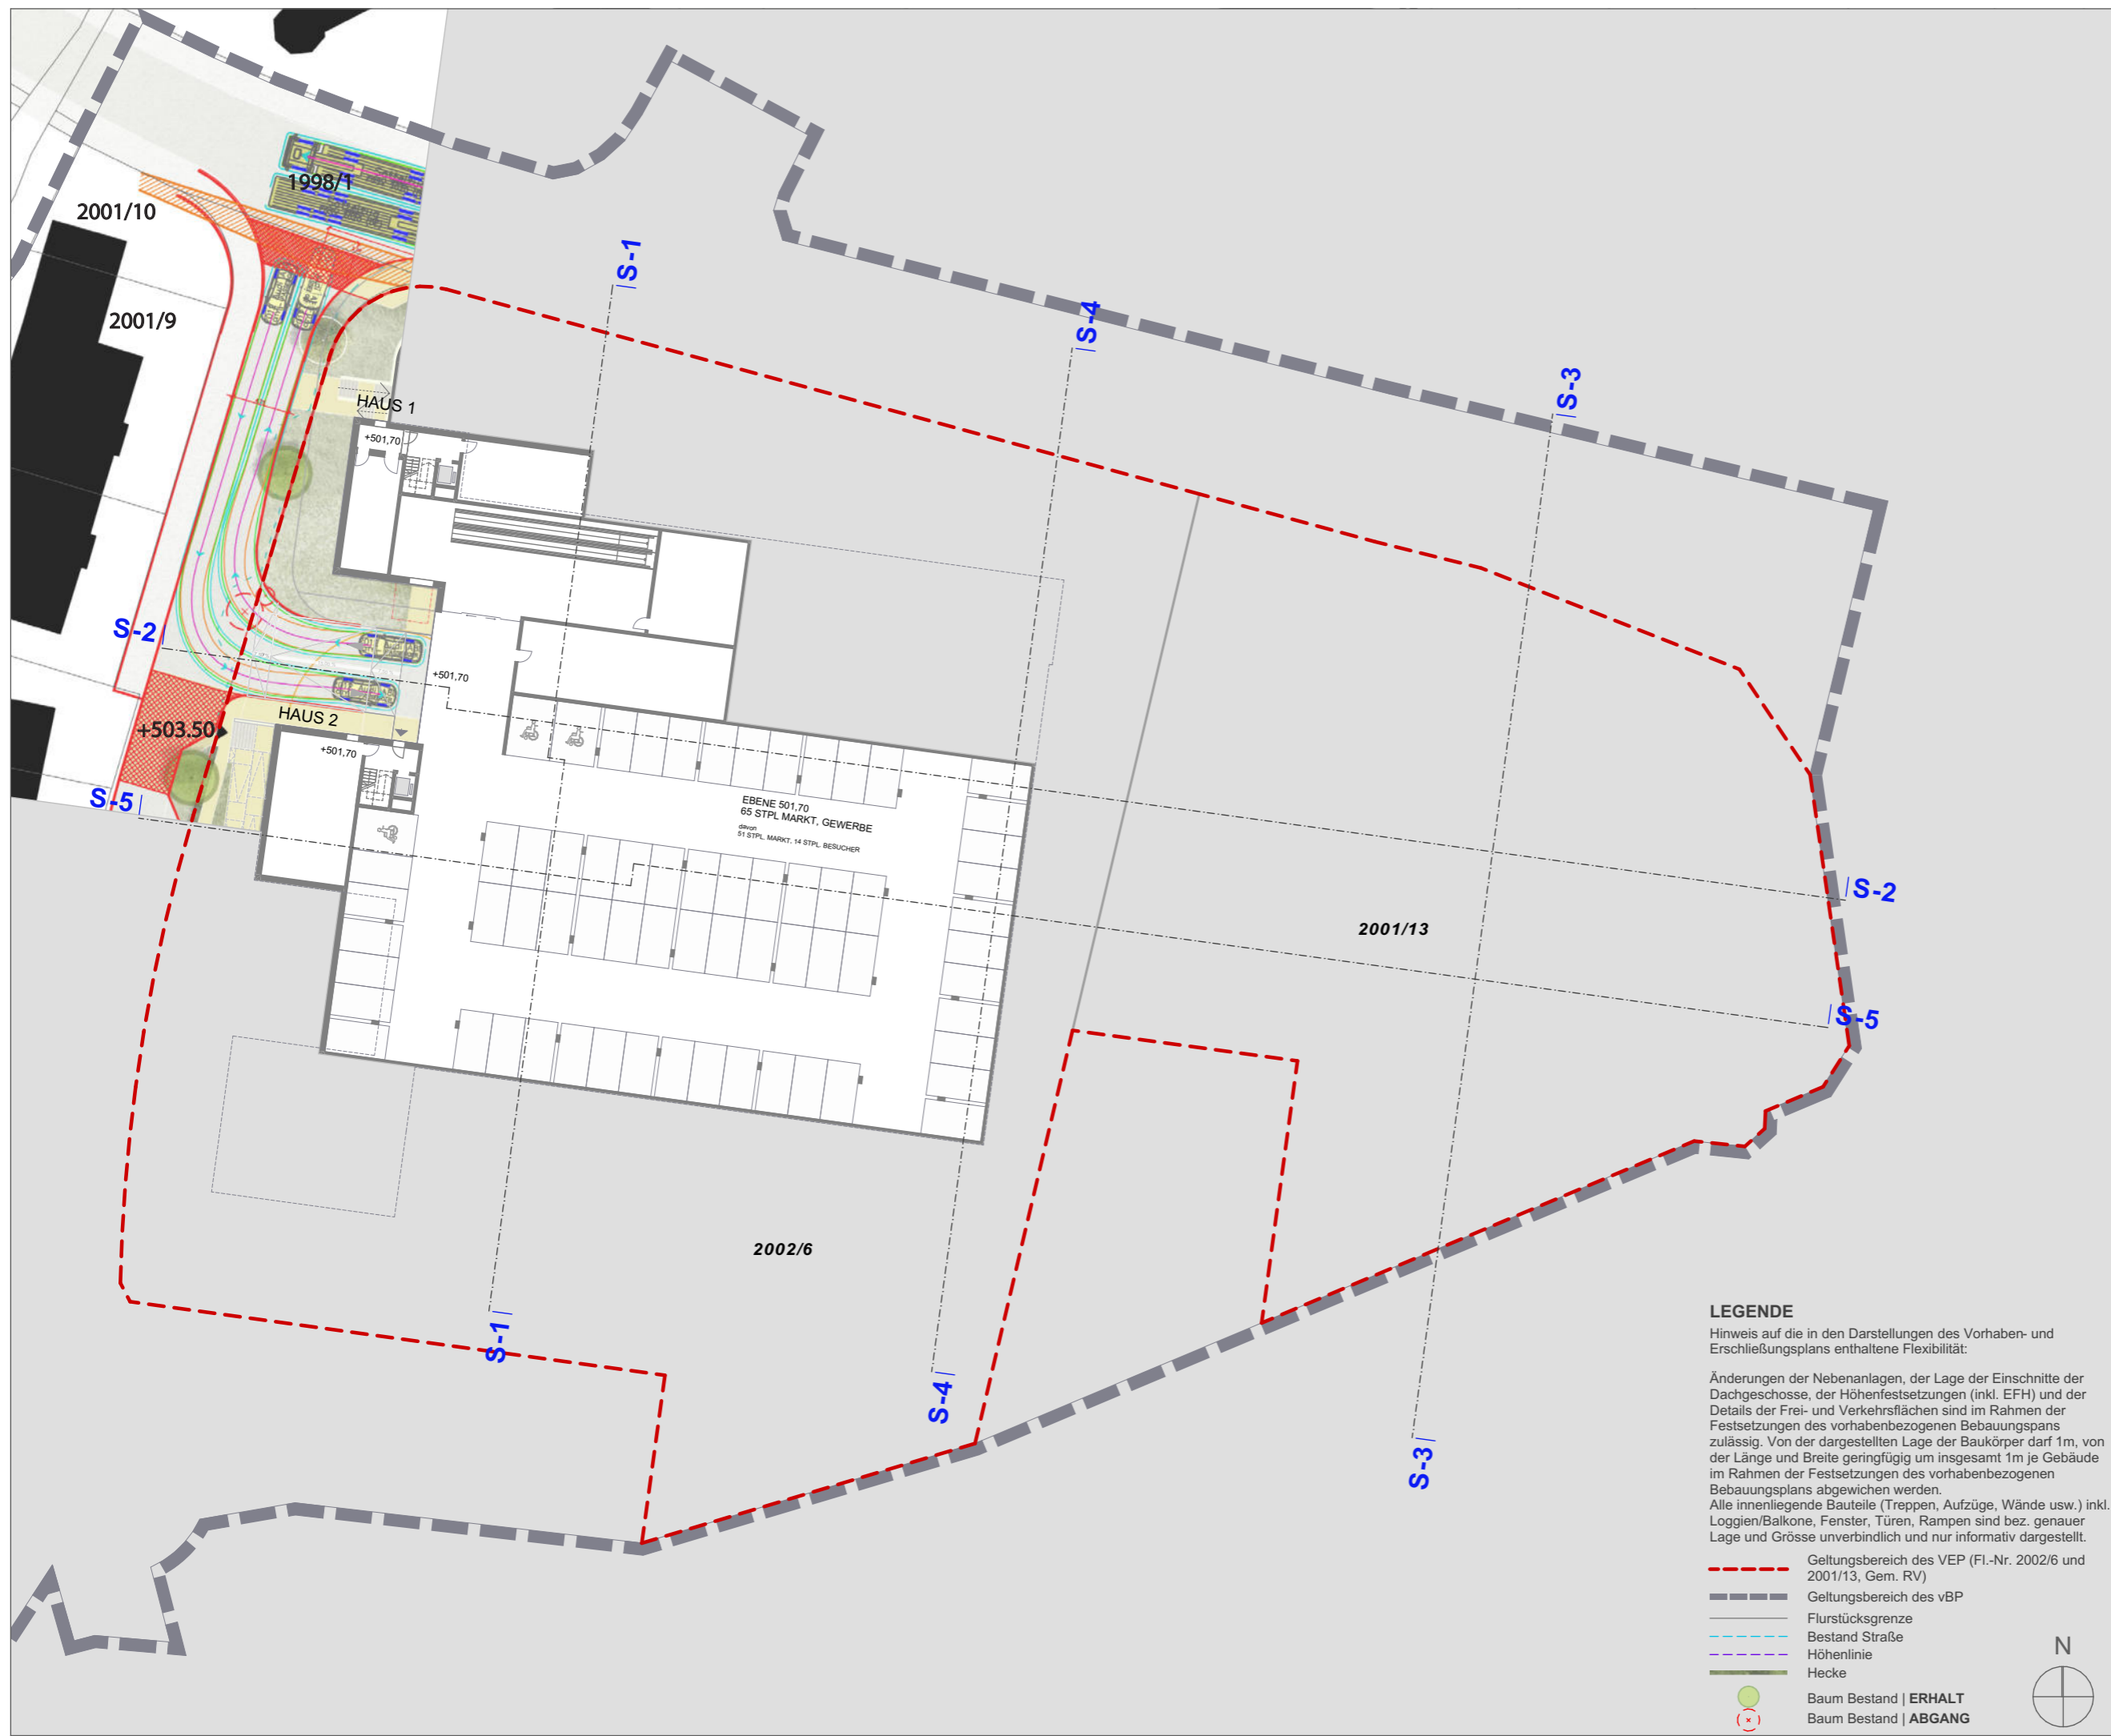 1998/1
2001/10
S-1
S-4
2001/9
S-3
HAUS 1
+501,70
S-2
+501,70
HAUS 2
+503.50
+501,70
S-5
EBENE 501,70
65 STPL MARKT, GEWERBE
davon
51 STPL. MARKT, 14 STPL. BESUCHER
S-2
2001/13
S-5
2002/6
S-1
S-4
S-3
LEGENDE
Hinweis auf die in den Darstellungen des Vorhaben- und
Erschließungsplans enthaltene Flexibilität:
Änderungen der Nebenanlagen, der Lage der Einschnitte der
Dachgeschosse, der Höhenfestsetzungen (inkl. EFH) und der
Details der Frei- und Verkehrsflächen sind im Rahmen der
Festsetzungen des vorhabenbezogenen Bebauungspans
zulässig. Von der dargestellten Lage der Baukörper darf 1m, von
der Länge und Breite geringfügig um insgesamt 1m je Gebäude
im Rahmen der Festsetzungen des vorhabenbezogenen
Bebauungsplans abgewichen werden.
Alle innenliegende Bauteile (Treppen, Aufzüge, Wände usw.) inkl.
Loggien/Balkone, Fenster, Türen, Rampen sind bez. genauer
Lage und Grösse unverbindlich und nur informativ dargestellt.
Geltungsbereich des VEP (Fl.-Nr. 2002/6 und
2001/13, Gem. RV)
Geltungsbereich des vBP
Flurstücksgrenze
Bestand Straße
Höhenlinie
Hecke
N
Baum Bestand | ERHALT
Baum Bestand | ABGANG